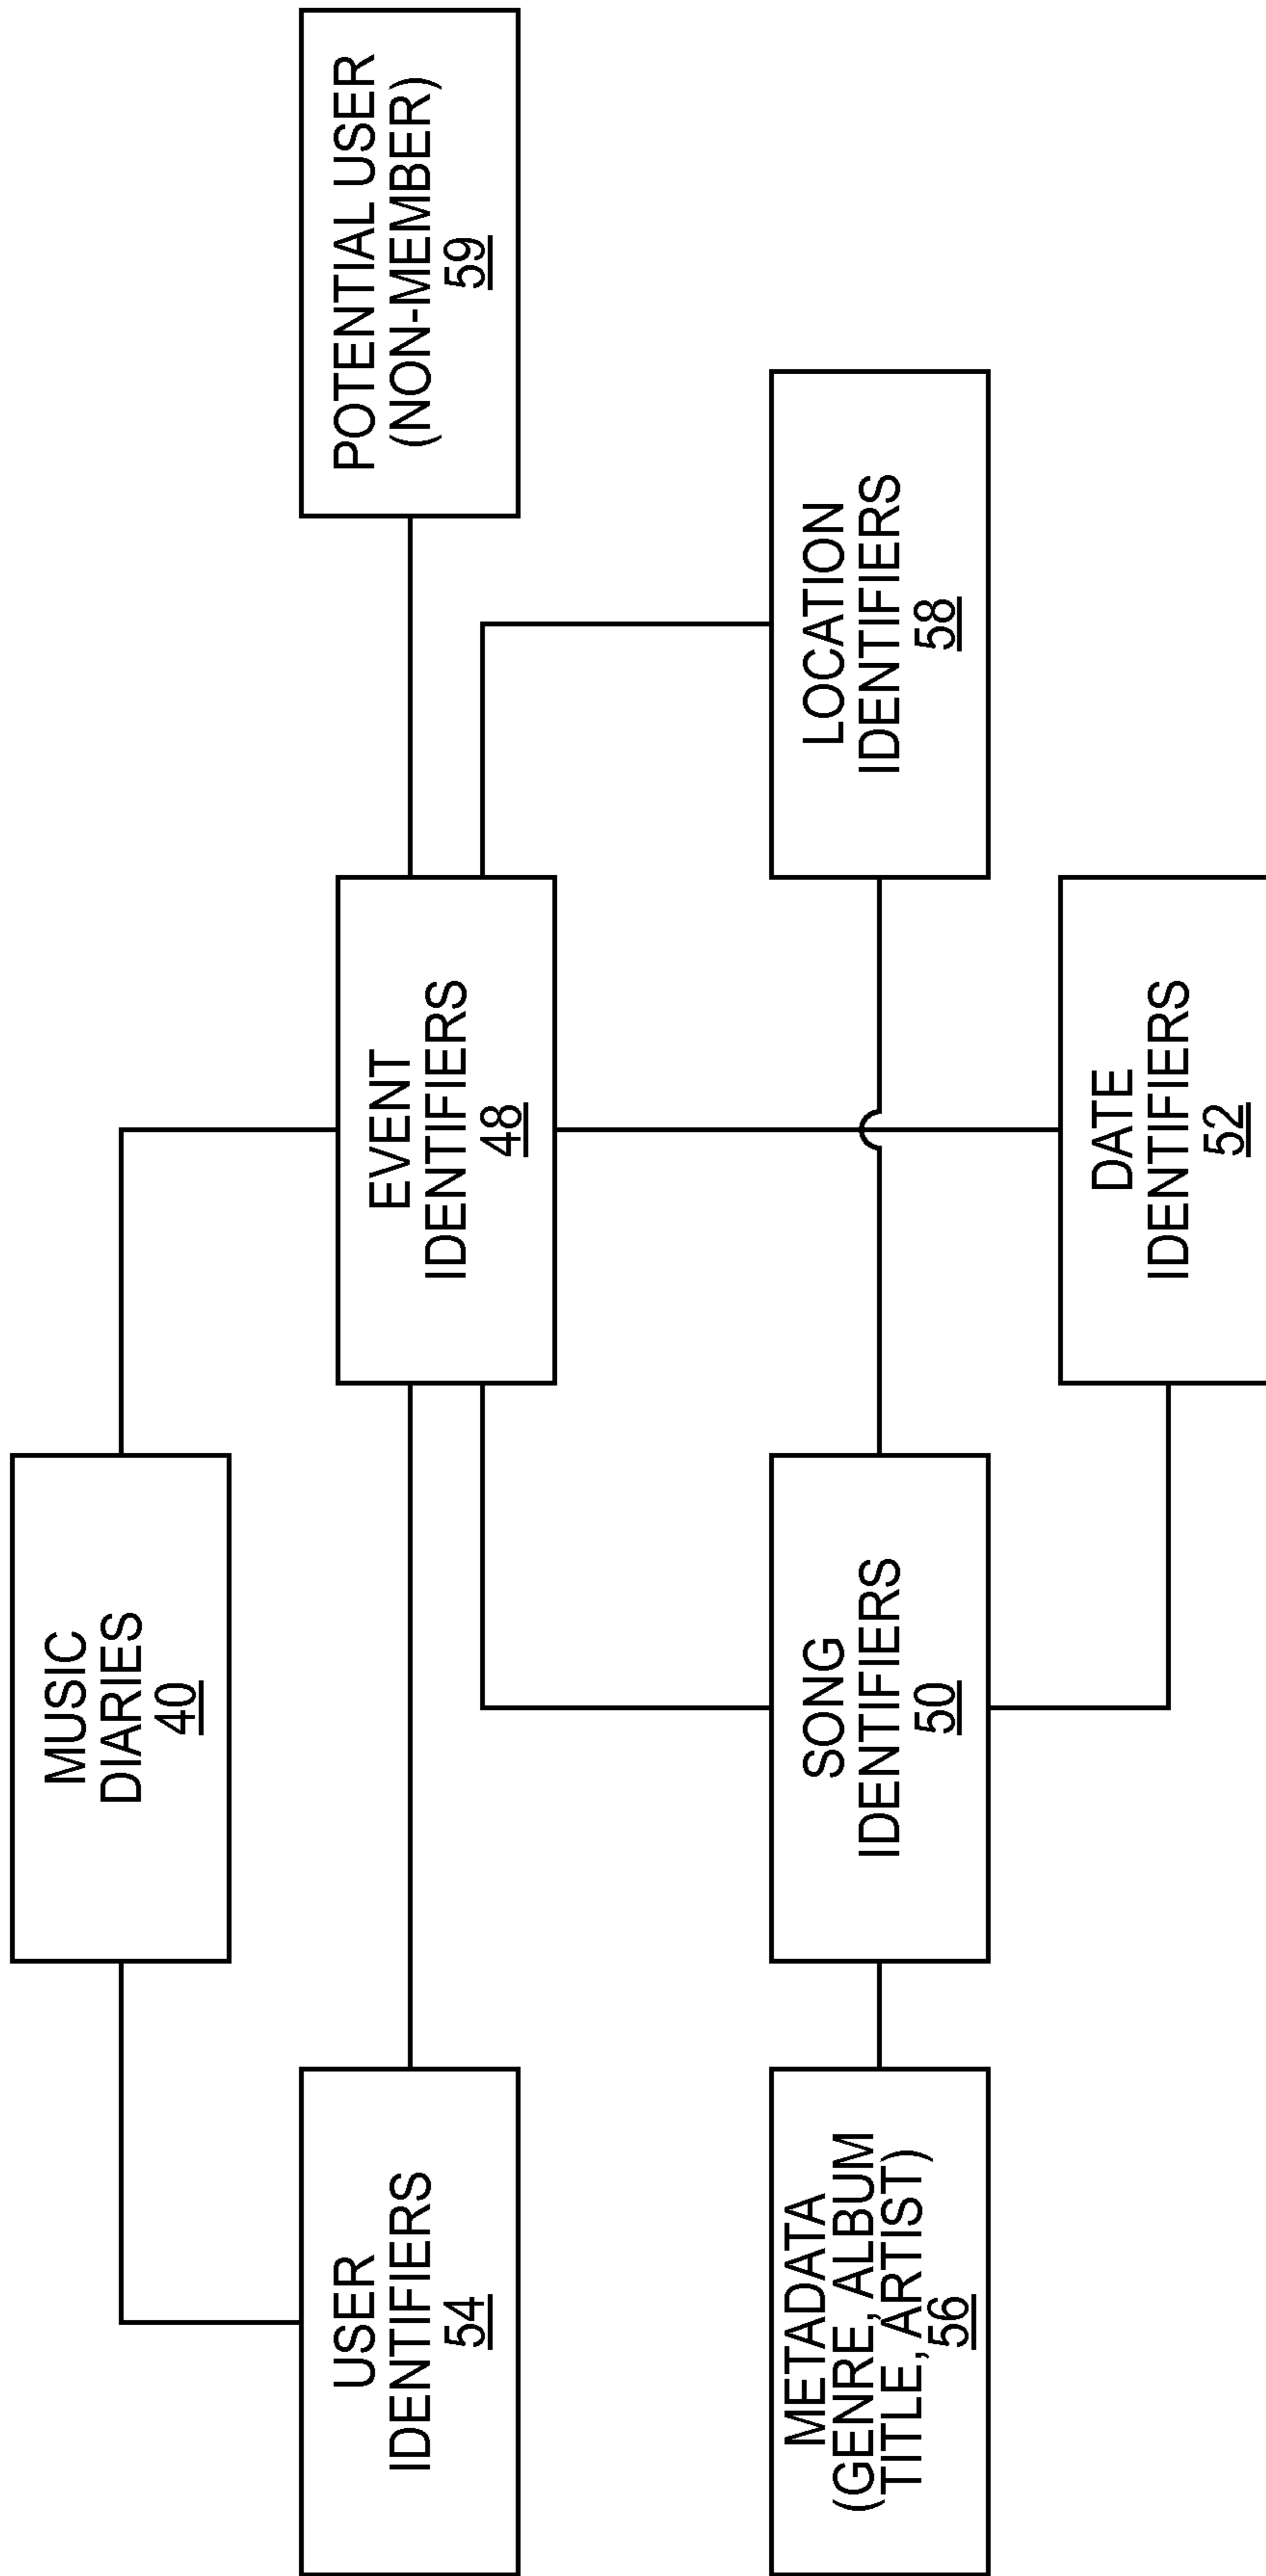 MUSIC
DIARIES
40
USER
IDENTIFIERS
54
EVENT
IDENTIFIERS
48
POTENTIAL USER
(NON-MEMBER)
59
METADATA
(GENRE, ALBUM
TITLE, ARTIST)
56
SONG
IDENTIFIERS
50
LOCATION
IDENTIFIERS
58
DATE
IDENTIFIERS
52